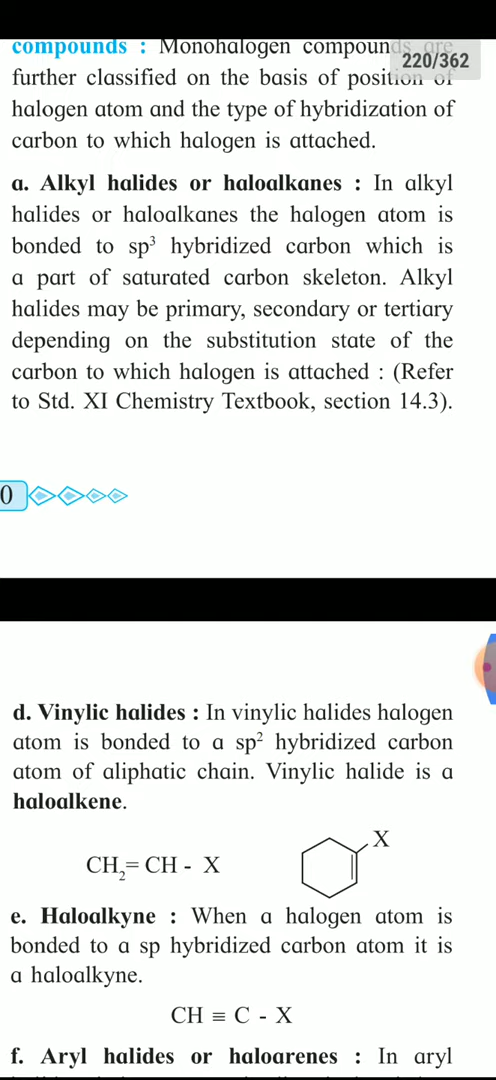 compounds : Monohalogen compounds are
220/362
further classified on the basis of position of
halogen atom and the type of hybridization of
carbon to which halogen is attached.
a. Alkyl halides or haloalkanes : In alkyl
halides or haloalkanes the halogen atom is
bonded to sp³ hybridized carbon which is
a part of saturated carbon skeleton. Alkyl
halides may be primary, secondary or tertiary
depending on the substitution state of the
carbon to which halogen is attached : (Refer
to Std. XI Chemistry Textbook, section 14.3).
0
d. Vinylic halides : In vinylic halides halogen
atom is bonded to a sp² hybridized carbon
atom of aliphatic chain. Vinylic halide is a
haloalkene.
X
CH₂= CH - X
e. Haloalkyne : When a halogen atom is
bonded to a sp hybridized carbon atom it is
a haloalkyne.
CH ≡ C - X
f. Aryl halides or haloarenes : In aryl